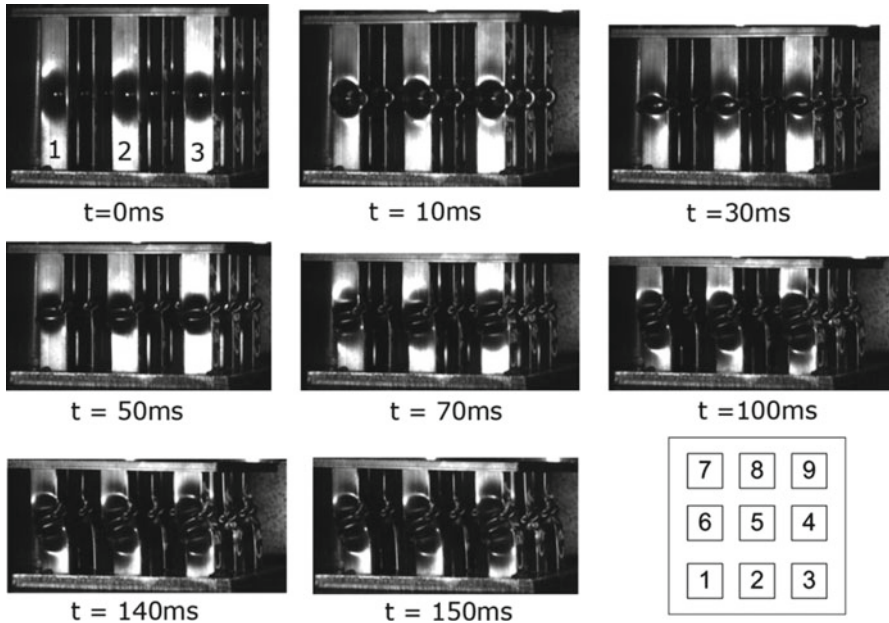 1 2 3
t=0ms
t = 10ms
t =30ms
t = 50ms
t = 70ms
t =100ms
t = 140ms
t = 150ms
7 8 9
6 5 4
1 2 3